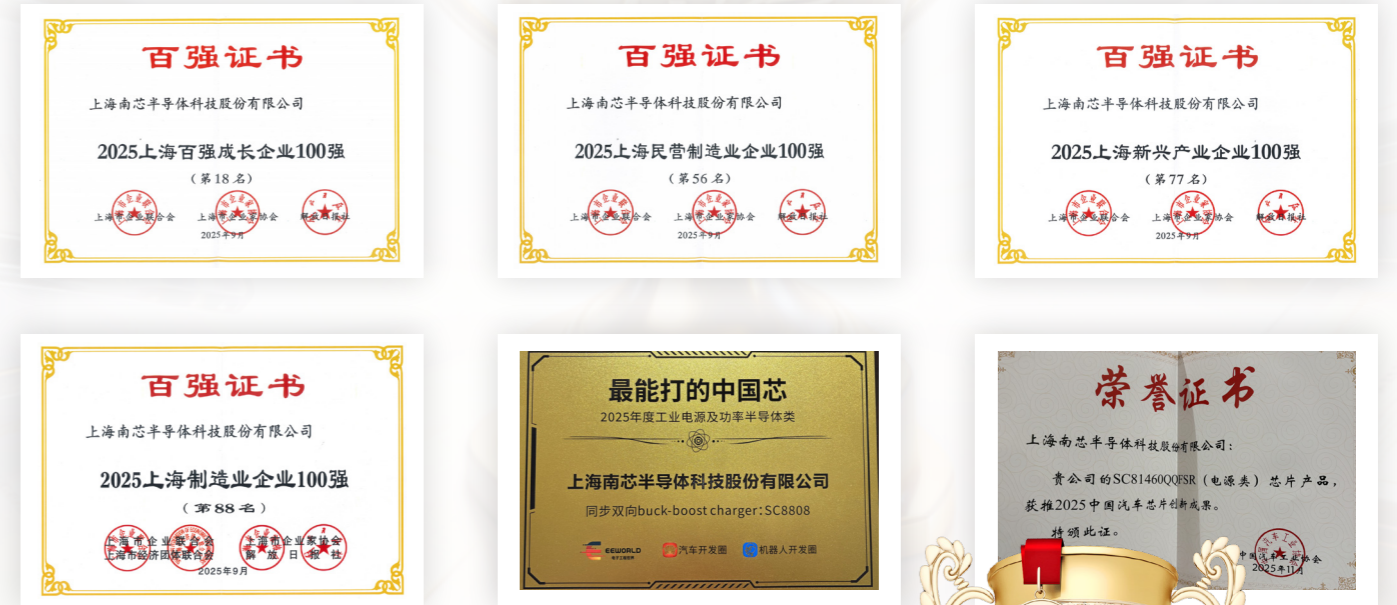 百强证书
上海南芯半导体科技股份有限公司
2025上海百强成长企业100强
(第18名)
上海市企业联合会 上海市企业家协会 解放日报社
2025年9月
百强证书
上海南芯半导体科技股份有限公司
2025上海民营制造业企业100强
(第56名)
上海市企业联合会 上海市企业家协会 解放日报社
2025年9月
百强证书
上海南芯半导体科技股份有限公司
2025上海新兴产业企业100强
(第77名)
上海市企业联合会 上海市企业家协会 解放日报社
2025年9月
百强证书
上海南芯半导体科技股份有限公司
2025上海制造业企业100强
(第88名)
上海市企业联合会 上海市企业家协会
上海市经济团体联合会 解放日报社
2025年9月
最能打的中国芯
2025年度工业电源及功率半导体类
上海南芯半导体科技股份有限公司
同步双向buck-boost charger:SC8808
EEWORLD 汽车开发圈 机器人开发圈
荣誉证书
上海南芯半导体科技股份有限公司:
贵公司的SC81460QQFSR(电源类)芯片产品,
获推2025中国汽车芯片创新成果。
特颁此证。
中国汽车工业协会
2025年11月